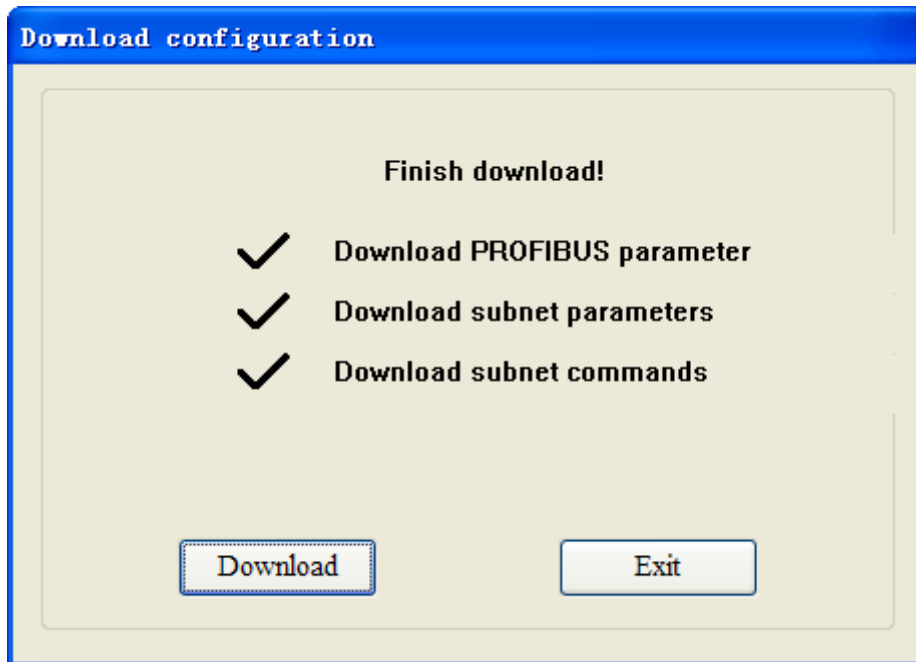 Download configuration
Finish download!
Download PROFIBUS parameter
Download subnet parameters
Download subnet commands
Download
Exit